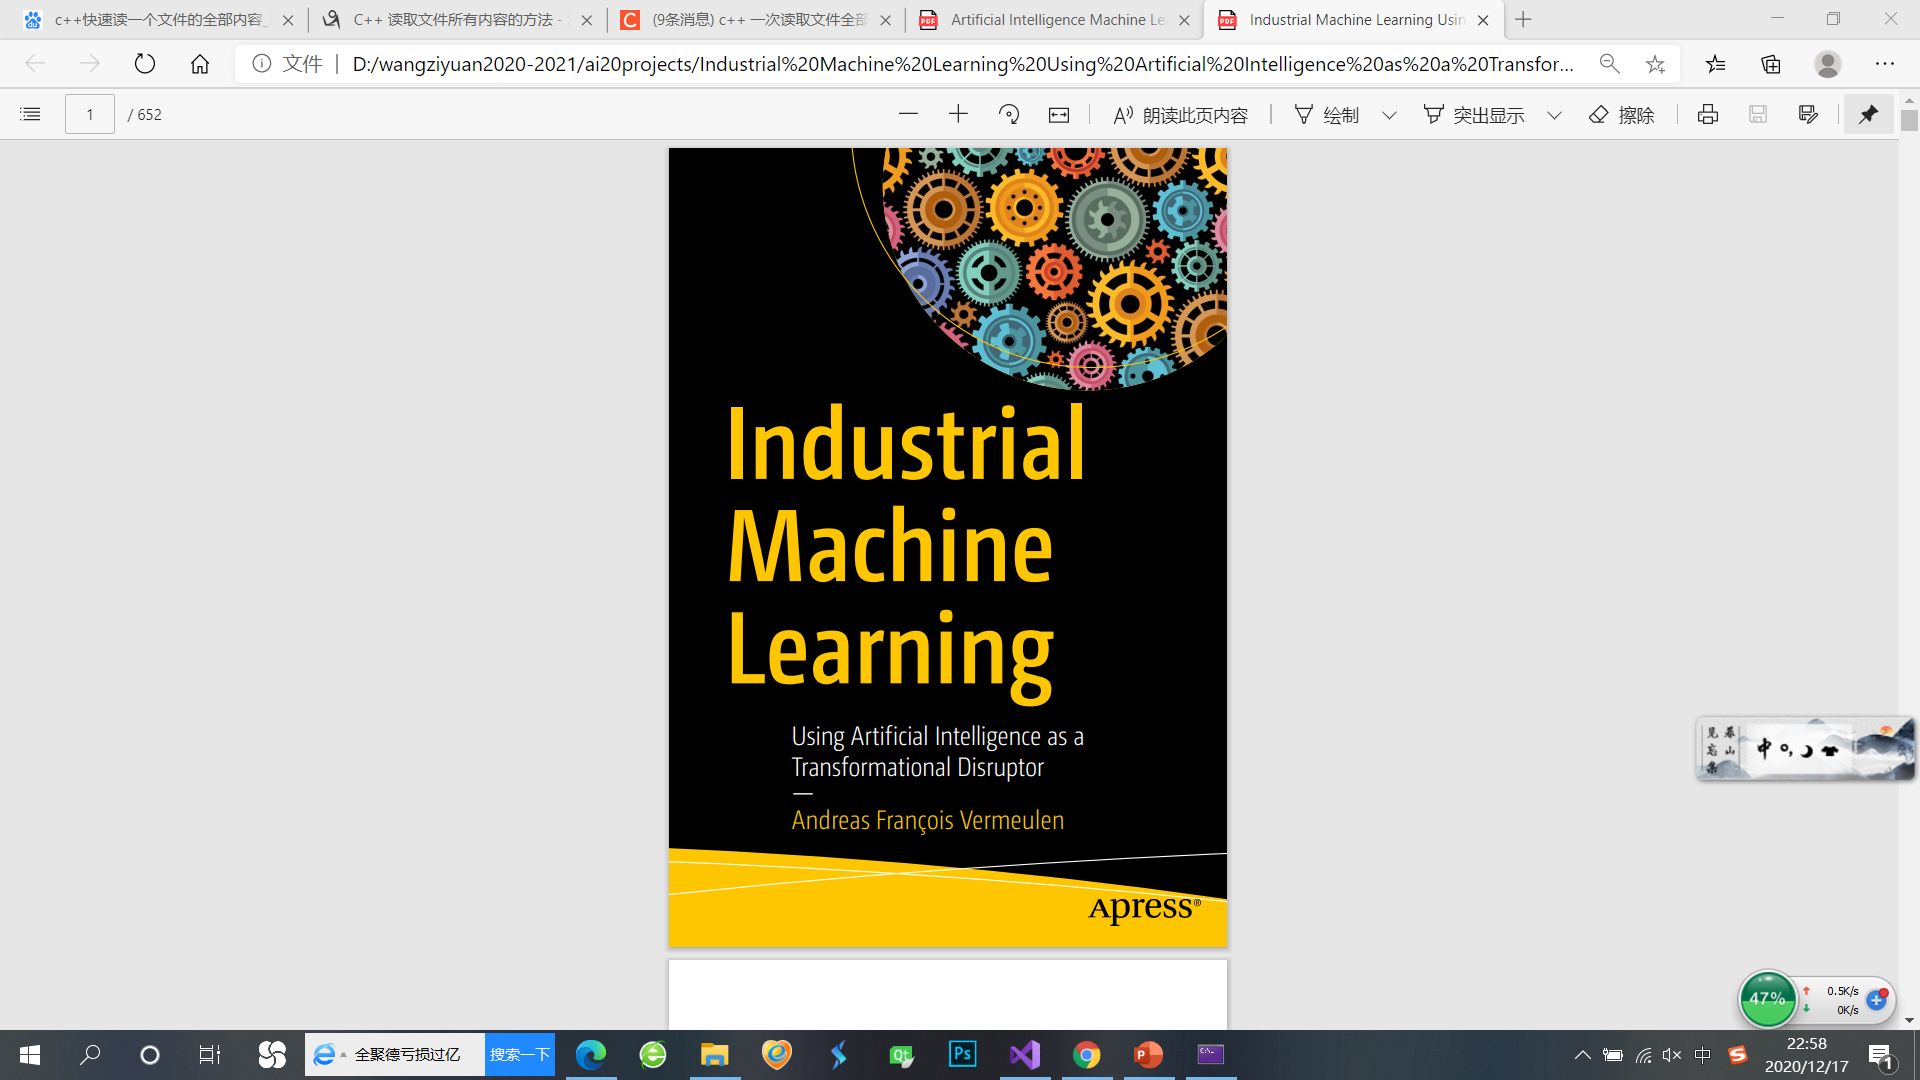 c++快速读一个文件的全部内容_
C++ 读取文件所有内容的方法 -
(9条消息) c++ 一次读取文件全部
Artificial Intelligence Machine Le
Industrial Machine Learning Usin
文件
D:/wangziyuan2020-2021/ai20projects/Industrial%20Machine%20Learning%20Using%20Artificial%20Intelligence%20as%20a%20Transfor...
1
/ 652
朗读此页内容
绘制
突出显示
擦除
Industrial
Machine
Learning
Using Artificial Intelligence as a
Transformational Disruptor
—
Andreas François Vermeulen
Apress®
中
47%
0.5K/s
0K/s
全聚德亏损过亿
搜索一下
中
22:58
2020/12/17
1